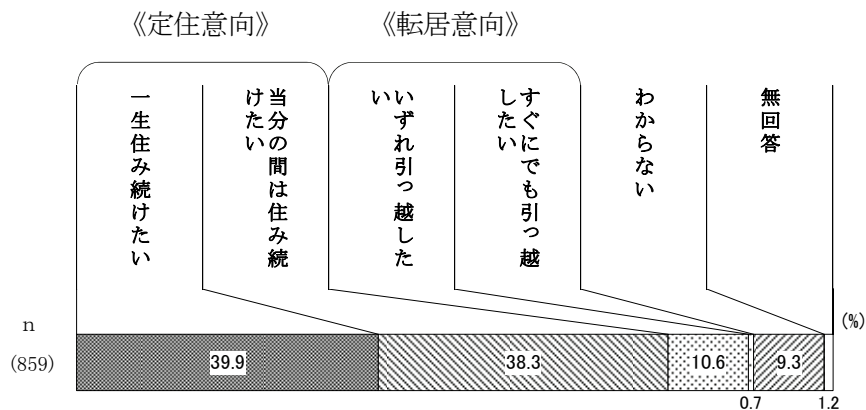 《定住意向》
《転居意向》
一生住み続けたい
当分の間は住み続
けたい
いずれ引っ越した
い
すぐにでも引っ越
したい
わからない
無回答
(%)
n
(859)
39.9
38.3
10.6
9.3
0.7
1.2